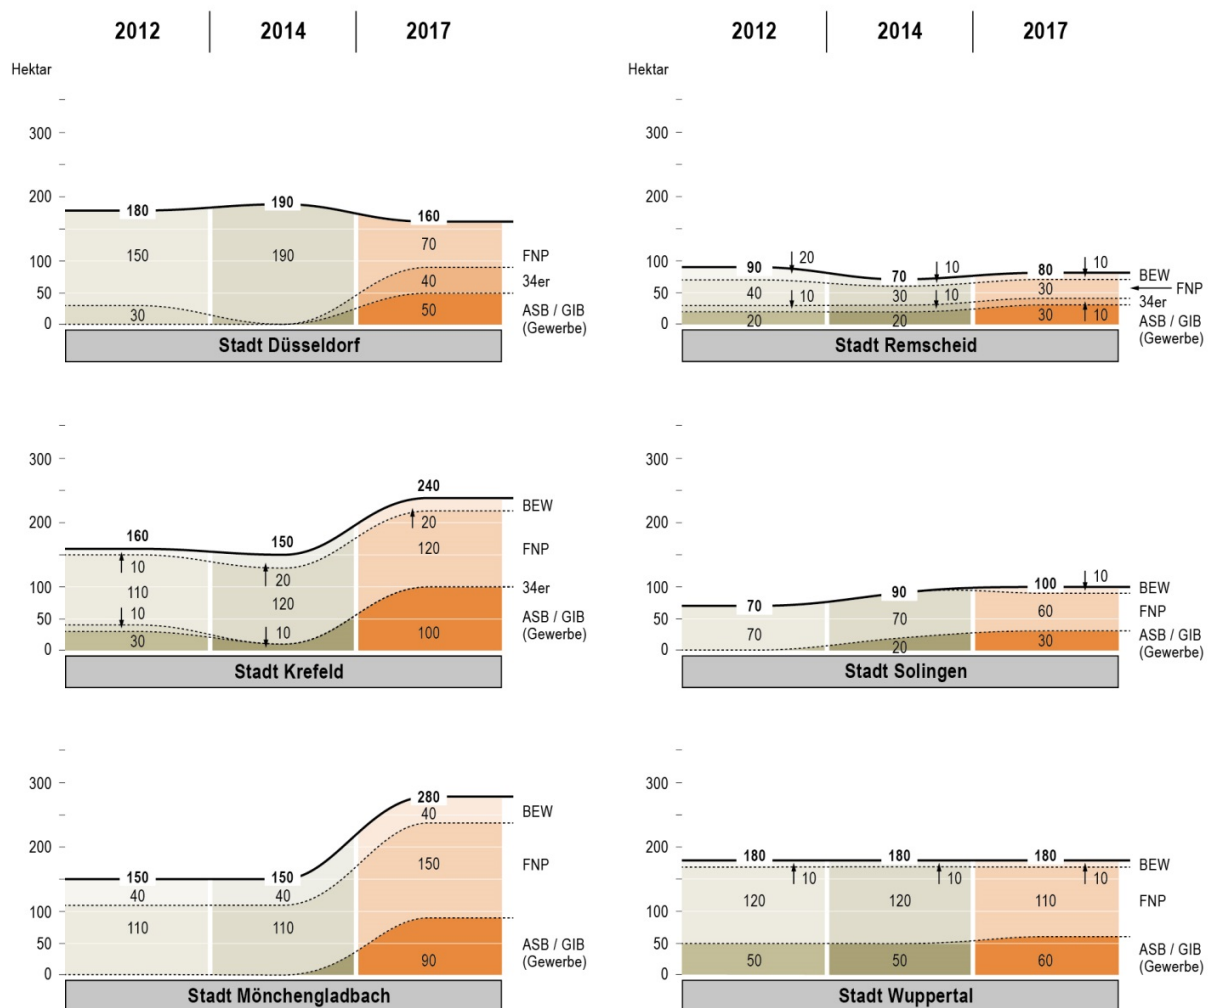 2012 2014 2017
Hektar
300
200
180 190 160
150 190 70 FNP
100
40 34er
50
30 50 ASB / GIB
0 (Gewerbe)
Stadt Düsseldorf
2012 2014 2017
Hektar
300
200
100
20 10 10
90 70 80 BEW
40 10 30 10 30 FNP
50
34er
20 20 30 10 ASB / GIB
0
(Gewerbe)
Stadt Remscheid
300
240
BEW
200
20
160 150 120 FNP
10 20
110 120
100 34er
10 10
50 ASB / GIB
30 100 (Gewerbe)
0
Stadt Krefeld
300
200
100
10
90 100 BEW
70 70 60 FNP
50
70 20 30 ASB / GIB
0 (Gewerbe)
Stadt Solingen
300
280
40 BEW
200
150 FNP
150 150
40 40
100
110 110
50 ASB / GIB
90 (Gewerbe)
0
Stadt Mönchengladbach
300
200
180 180 180 BEW
10 10 10
120 120 110 FNP
100
50 ASB / GIB
50 50 60 (Gewerbe)
0
Stadt Wuppertal